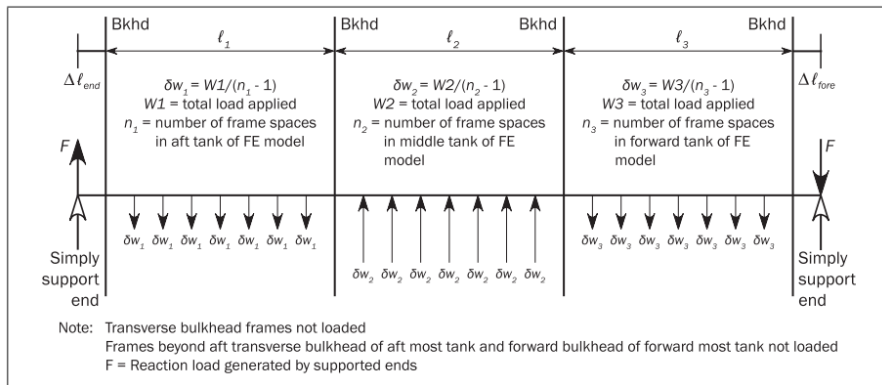 Bkhd Bkhd Bkhd Bkhd
ℓ1 ℓ2 ℓ3
Δℓend Δℓfore
δw1 = W1/(n1 - 1) δw2 = W2/(n2 - 1) δw3 = W3/(n3 - 1)
W1 = total load applied W2 = total load applied W3 = total load applied
n1 = number of frame spaces n2 = number of frame spaces n3 = number of frame spaces
in aft tank of FE in middle tank of FE in forward tank of FE
model model model
F F
δw1 δw1 δw1 δw1 δw1 δw1 δw1 δw3 δw3 δw3 δw3 δw3 δw3 δw3
δw2 δw2 δw2 δw2 δw2 δw2 δw2
Simply Simply
support support
end end
Note: Transverse bulkhead frames not loaded
Frames beyond aft transverse bulkhead of aft most tank and forward bulkhead of forward most tank not loaded
F = Reaction load generated by supported ends